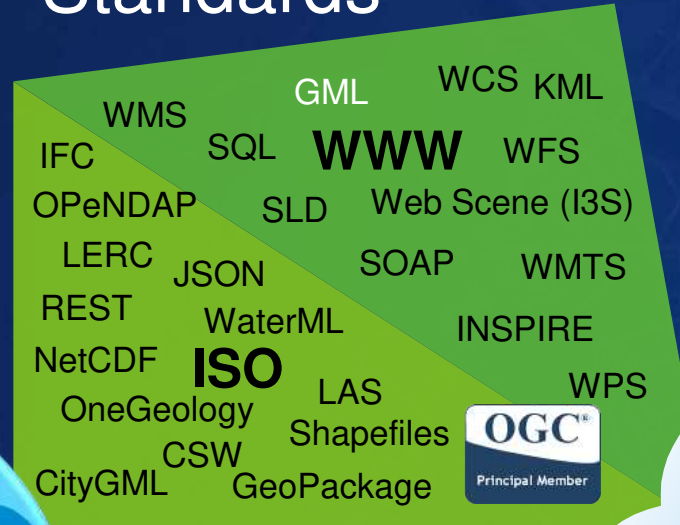 Standards
GML
WCS
KML
WMS
SQL
WWW
WFS
IFC
OPeNDAP
SLD
Web Scene (I3S)
LERC
JSON
SOAP
WMTS
REST
WaterML
INSPIRE
NetCDF
ISO
LAS
WPS
OneGeology
Shapefiles
CSW
CityGML
GeoPackage
OGC®
Principal Member